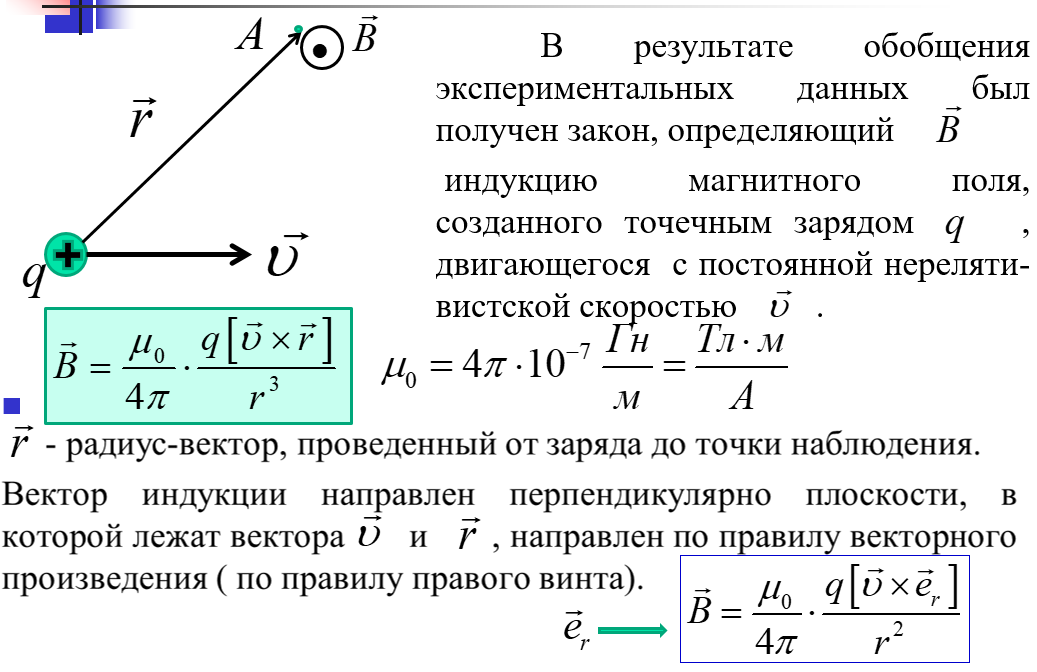 A
B⃗
r⃗
q
υ⃗
В результате обобщения
экспериментальных данных был
получен закон, определяющий B⃗
индукцию магнитного поля,
созданного точечным зарядом q ,
двигающегося с постоянной нереляти-
вистской скоростью υ⃗ .
B⃗ = μ₀/4π · q[υ⃗ × r⃗]/r³
μ₀ = 4π · 10⁻⁷ Гн/м = Тл · м/А
r⃗ - радиус-вектор, проведенный от заряда до точки наблюдения.
Вектор индукции направлен перпендикулярно плоскости, в
которой лежат вектора υ⃗ и r⃗ , направлен по правилу векторного
произведения ( по правилу правого винта).
e⃗ᵣ
B⃗ = μ₀/4π · q[υ⃗ × e⃗ᵣ]/r²